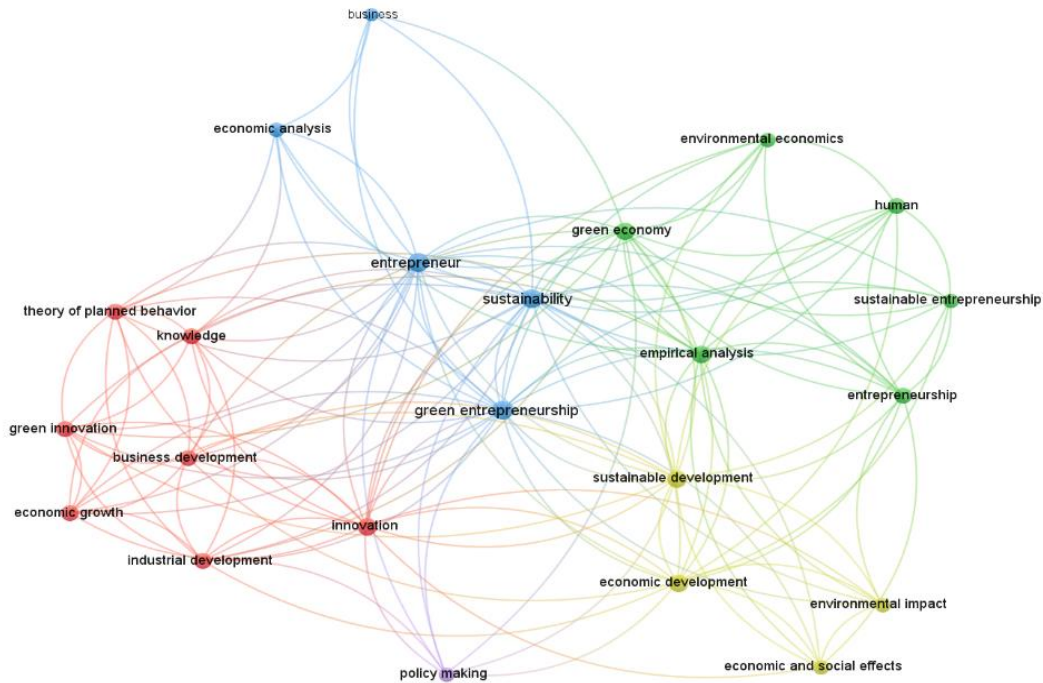 business
economic analysis
environmental economics
human
green economy
entrepreneur
sustainability
sustainable entrepreneurship
theory of planned behavior
knowledge
empirical analysis
entrepreneurship
green entrepreneurship
green innovation
business development
sustainable development
economic growth
innovation
industrial development
economic development
environmental impact
economic and social effects
policy making